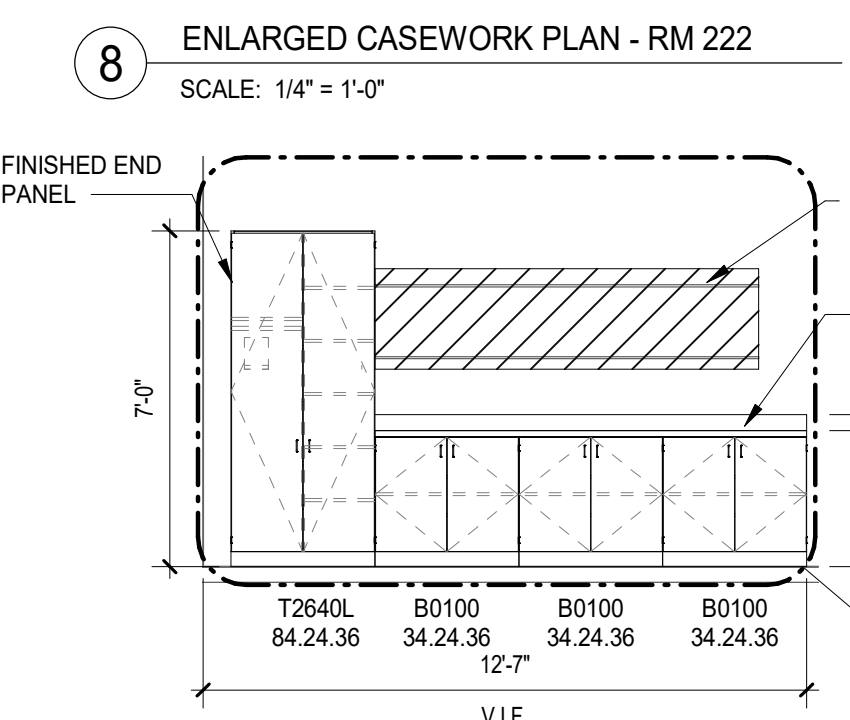 8
ENLARGED CASEWORK PLAN - RM 222
SCALE: 1/4" = 1'-0"
FINISHED END
PANEL
7'-0"
T2640L B0100 B0100 B0100
84.24.36 34.24.36 34.24.36 34.24.36
12'-7"
V.I.F.